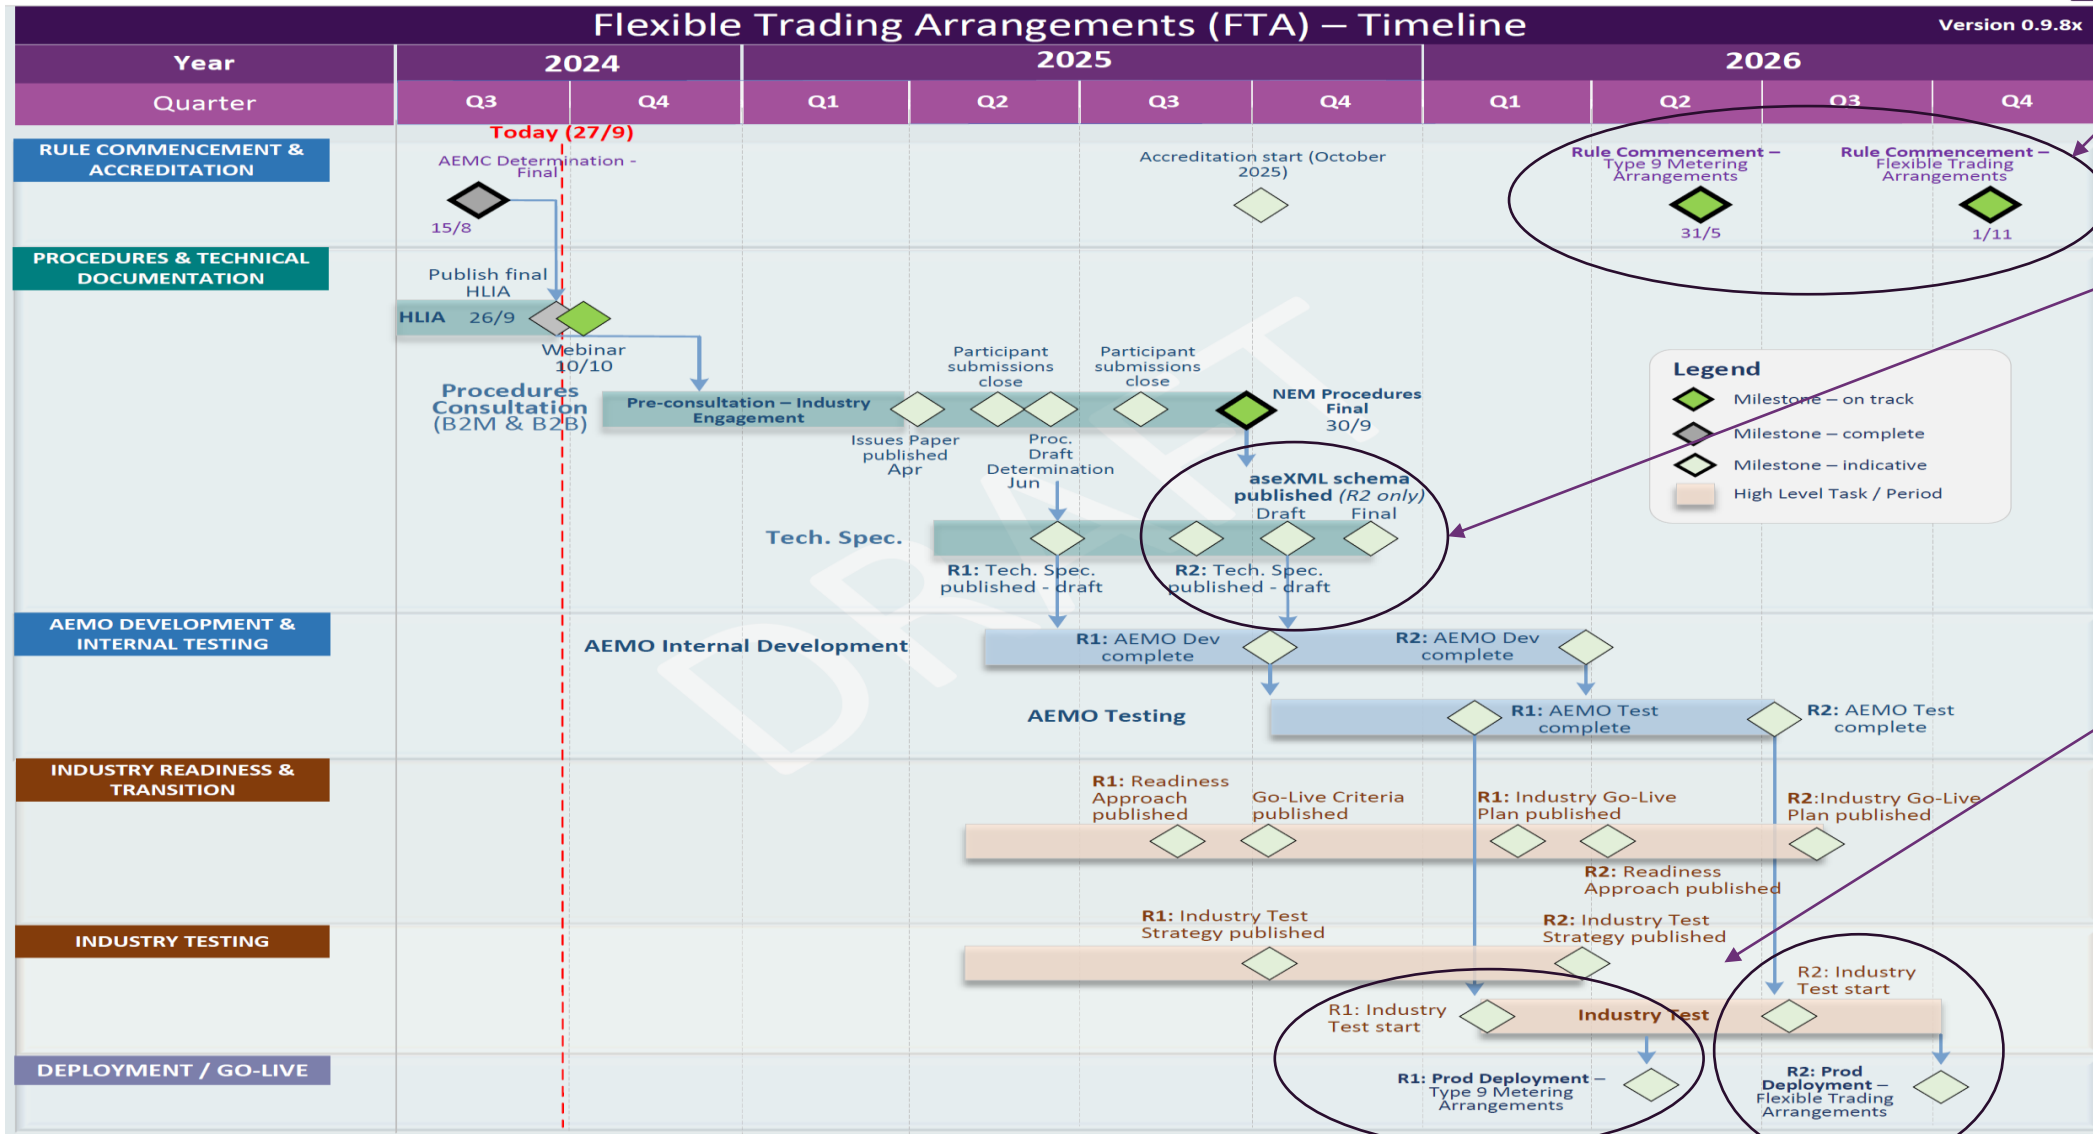 Flexible Trading Arrangements (FTA) – Timeline
Version 0.9.8x
Year
2024
2025
2026
Quarter
Q3
Q4
Q1
Q2
Q3
Q4
Q1
Q2
Q3
Q4
Today (27/9)
RULE COMMENCEMENT &
ACCREDITATION
AEMC Determination -
Final
15/8
Accreditation start (October
2025)
Rule Commencement –
Type 9 Metering
Arrangements
31/5
Rule Commencement –
Flexible Trading
Arrangements
1/11
PROCEDURES & TECHNICAL
DOCUMENTATION
Publish final
HLIA
HLIA
26/9
Webinar
10/10
Procedures
Consultation
(B2M & B2B)
Pre-consultation – Industry
Engagement
Participant
submissions
close
Participant
submissions
close
NEM Procedures
Final
30/9
Issues Paper
published
Apr
Proc.
Draft
Determination
Jun
aseXML schema
published (R2 only)
Draft
Final
Tech. Spec.
R1: Tech. Spec.
published - draft
R2: Tech. Spec.
published - draft
Legend
Milestone – on track
Milestone – complete
Milestone – indicative
High Level Task / Period
DRAFT
AEMO DEVELOPMENT &
INTERNAL TESTING
AEMO Internal Development
R1: AEMO Dev
complete
R2: AEMO Dev
complete
AEMO Testing
R1: AEMO Test
complete
R2: AEMO Test
complete
INDUSTRY READINESS &
TRANSITION
R1: Readiness
Approach
published
Go-Live Criteria
published
R1: Industry Go-Live
Plan published
R2:Industry Go-Live
Plan published
R2: Readiness
Approach published
INDUSTRY TESTING
R1: Industry Test
Strategy published
R2: Industry Test
Strategy published
R1: Industry
Test start
Industry Test
R2: Industry
Test start
DEPLOYMENT / GO-LIVE
R1: Prod Deployment –
Type 9 Metering
Arrangements
R2: Prod
Deployment –
Flexible Trading
Arrangements